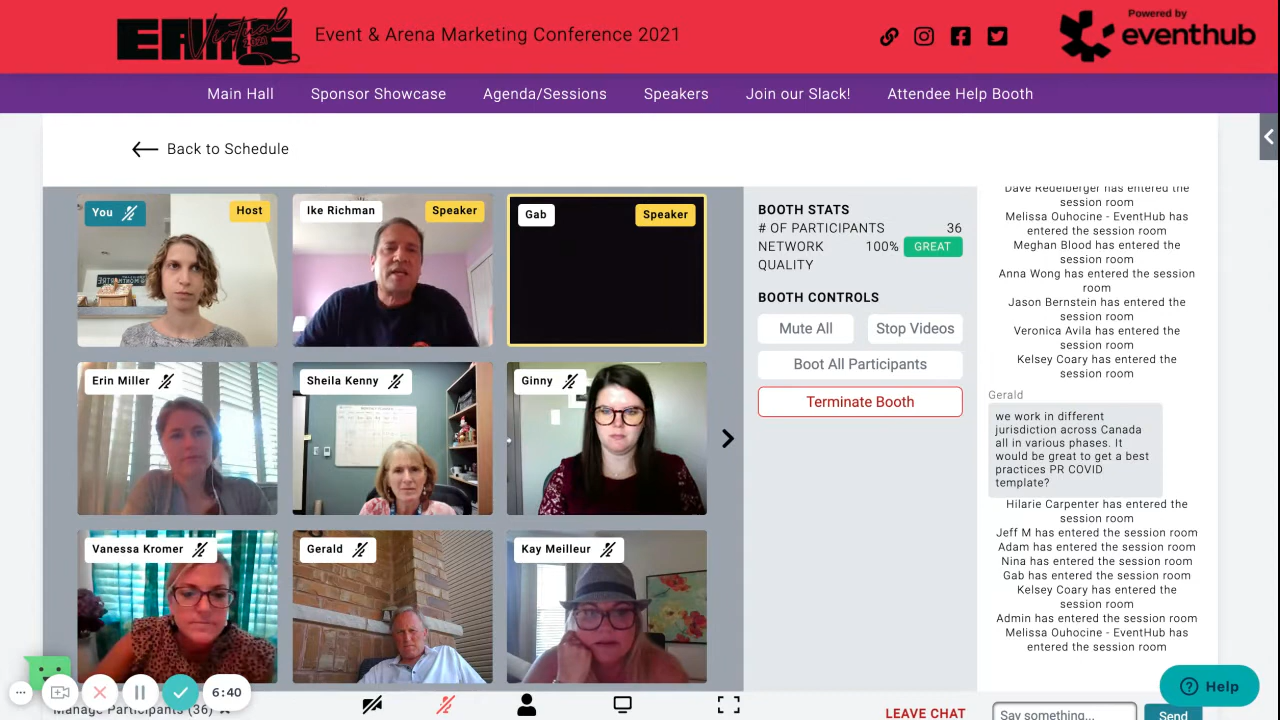 EAMC Virtual 2021
Event & Arena Marketing Conference 2021
Powered by
eventhub
Main Hall
Sponsor Showcase
Agenda/Sessions
Speakers
Join our Slack!
Attendee Help Booth
Back to Schedule
You
Host
Ike Richman
Speaker
Gab
Speaker
Erin Miller
Sheila Kenny
Ginny
Vanessa Kromer
Gerald
Kay Meilleur
BOOTH STATS
# OF PARTICIPANTS 36
NETWORK 100% GREAT
QUALITY
BOOTH CONTROLS
Mute All
Stop Videos
Boot All Participants
Terminate Booth
Dave Redelberger has entered the
session room
Melissa Ouhocine - EventHub has
entered the session room
Meghan Blood has entered the
session room
Anna Wong has entered the session
room
Jason Bernstein has entered the
session room
Veronica Avila has entered the
session room
Kelsey Coary has entered the
session room
Gerald
we work in different
jurisdiction across Canada
all in various phases. It
would be great to get a best
practices PR COVID
template?
Hilarie Carpenter has entered the
session room
Jeff M has entered the session room
Adam has entered the session room
Nina has entered the session room
Gab has entered the session room
Kelsey Coary has entered the
session room
Admin has entered the session room
Melissa Ouhocine - EventHub has
entered the session room
Help
6:40
Manage Participants (36)
LEAVE CHAT
Say something...
Send